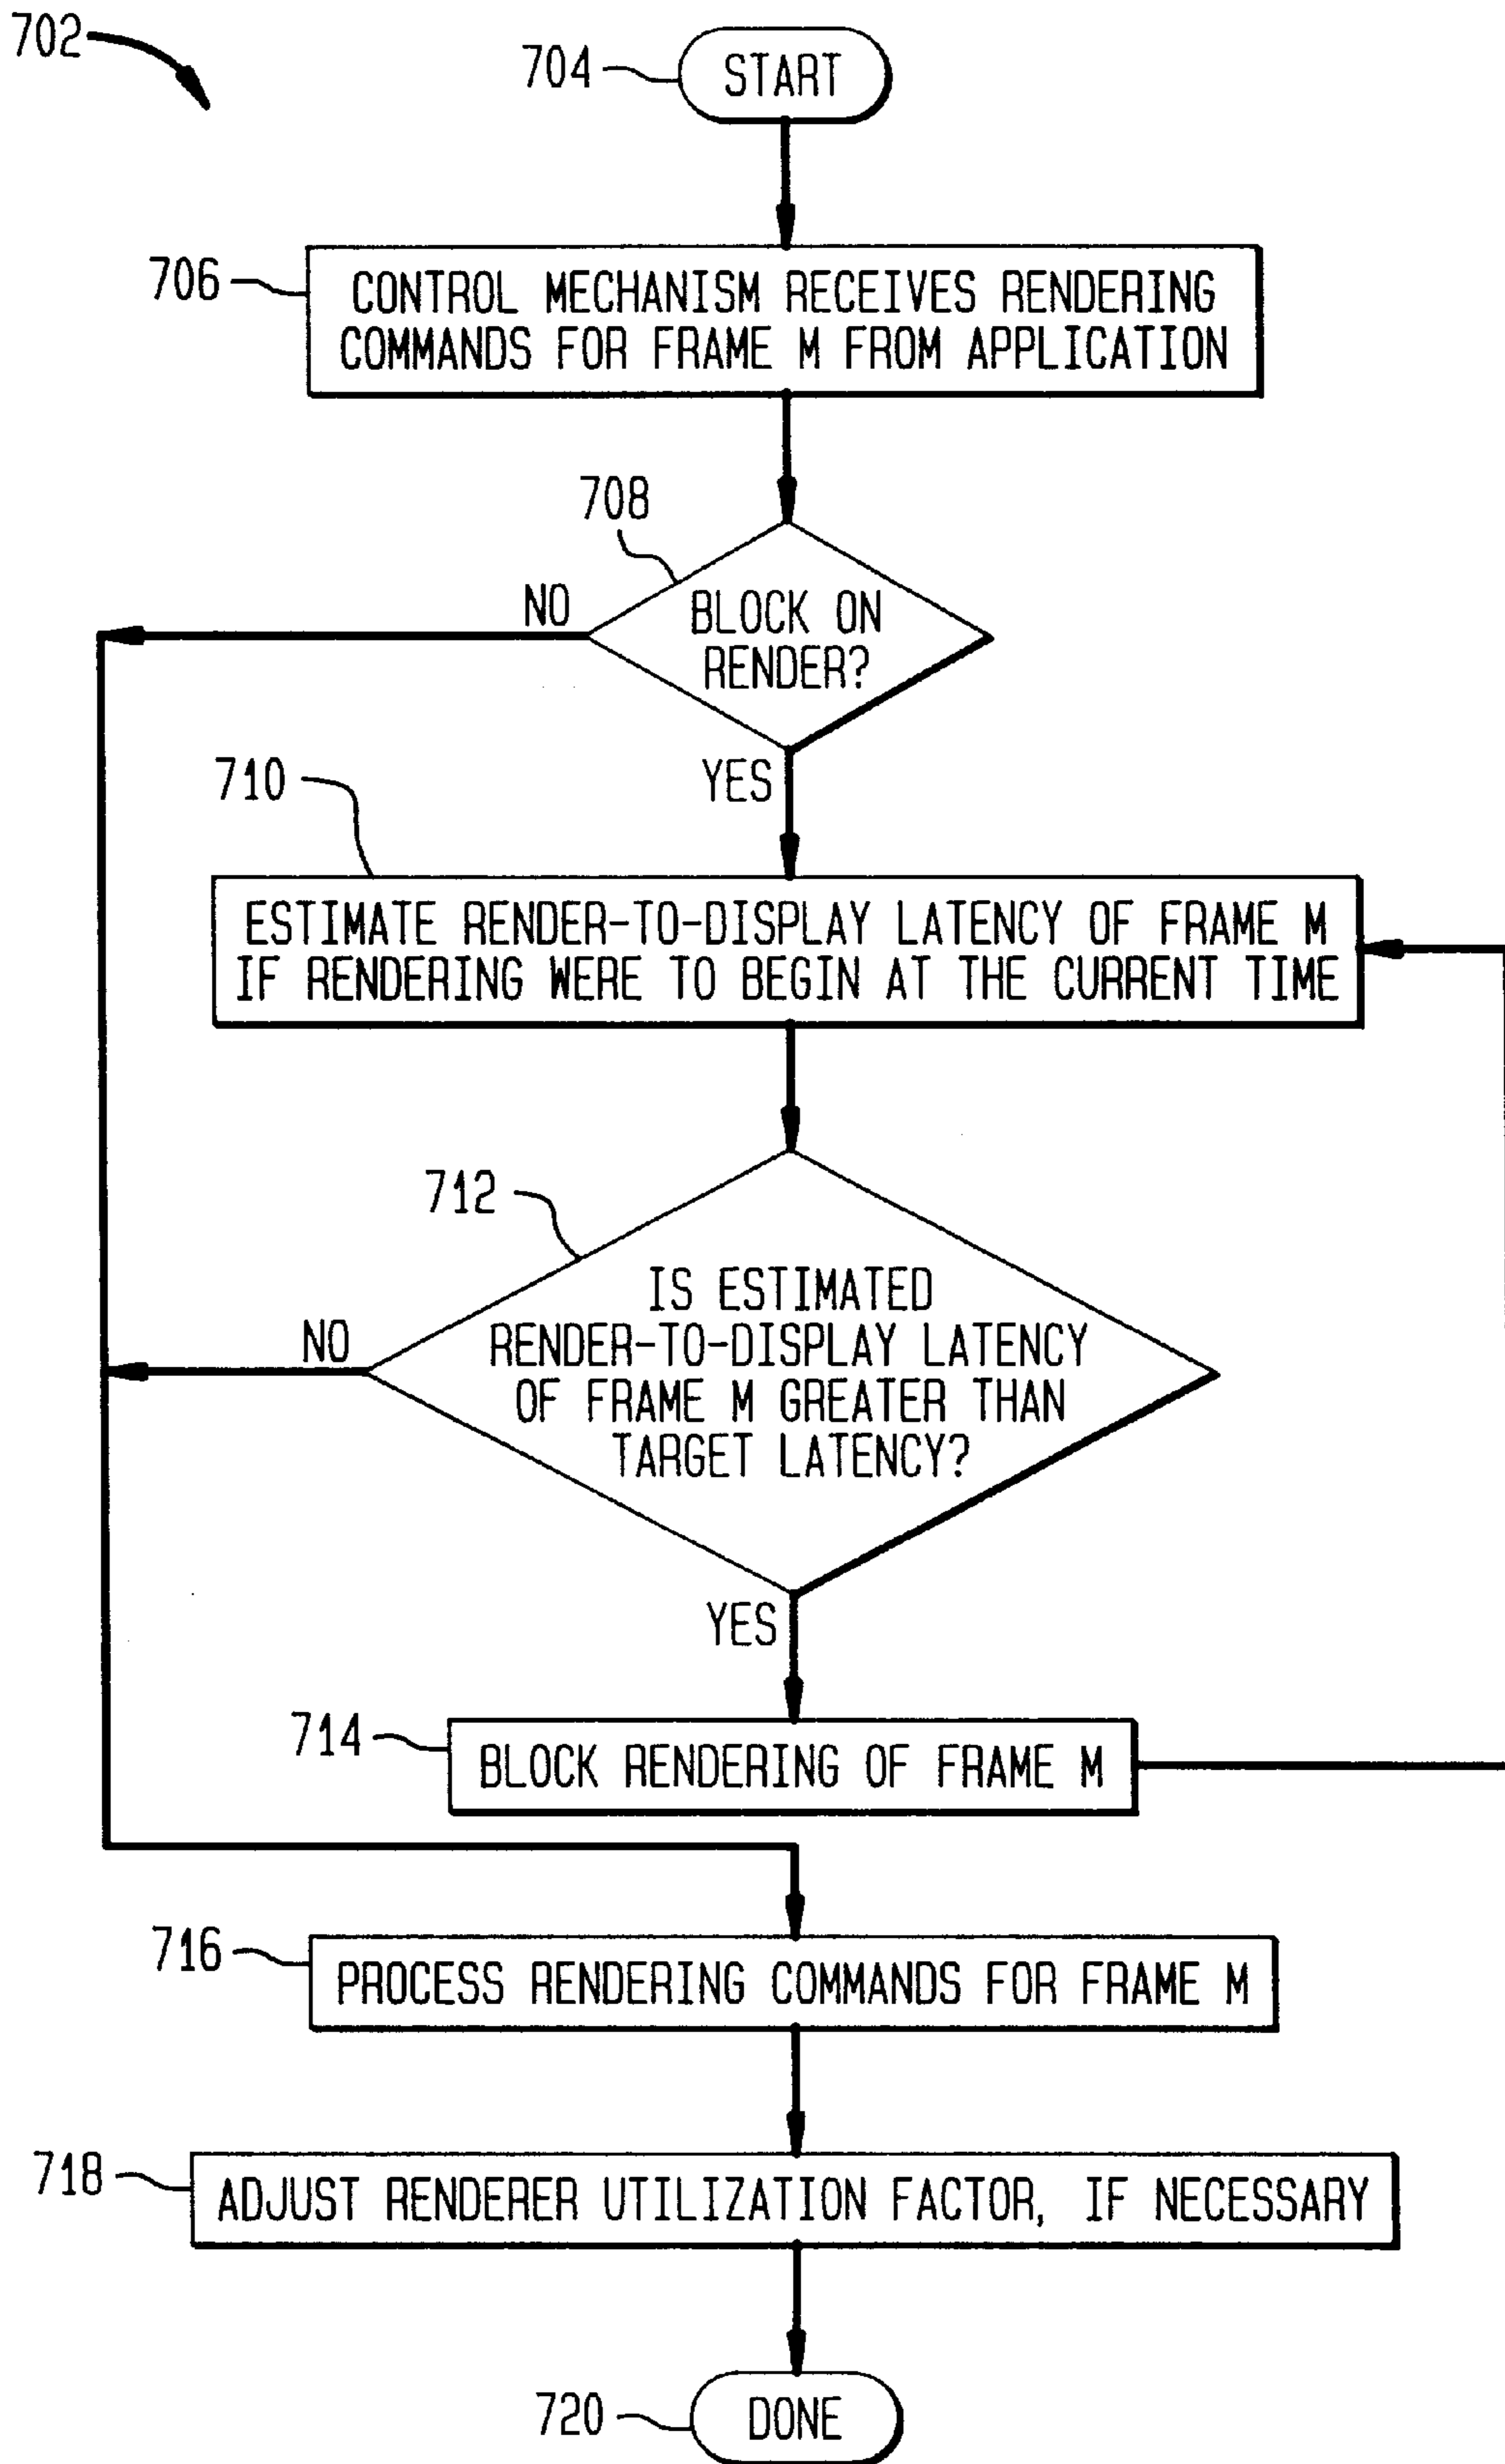 702
704
START
706
CONTROL MECHANISM RECEIVES RENDERING
COMMANDS FOR FRAME M FROM APPLICATION
708
NO
BLOCK ON
RENDER?
YES
710
ESTIMATE RENDER-TO-DISPLAY LATENCY OF FRAME M
IF RENDERING WERE TO BEGIN AT THE CURRENT TIME
712
NO
IS ESTIMATED
RENDER-TO-DISPLAY LATENCY
OF FRAME M GREATER THAN
TARGET LATENCY?
YES
714
BLOCK RENDERING OF FRAME M
716
PROCESS RENDERING COMMANDS FOR FRAME M
718
ADJUST RENDERER UTILIZATION FACTOR, IF NECESSARY
720
DONE